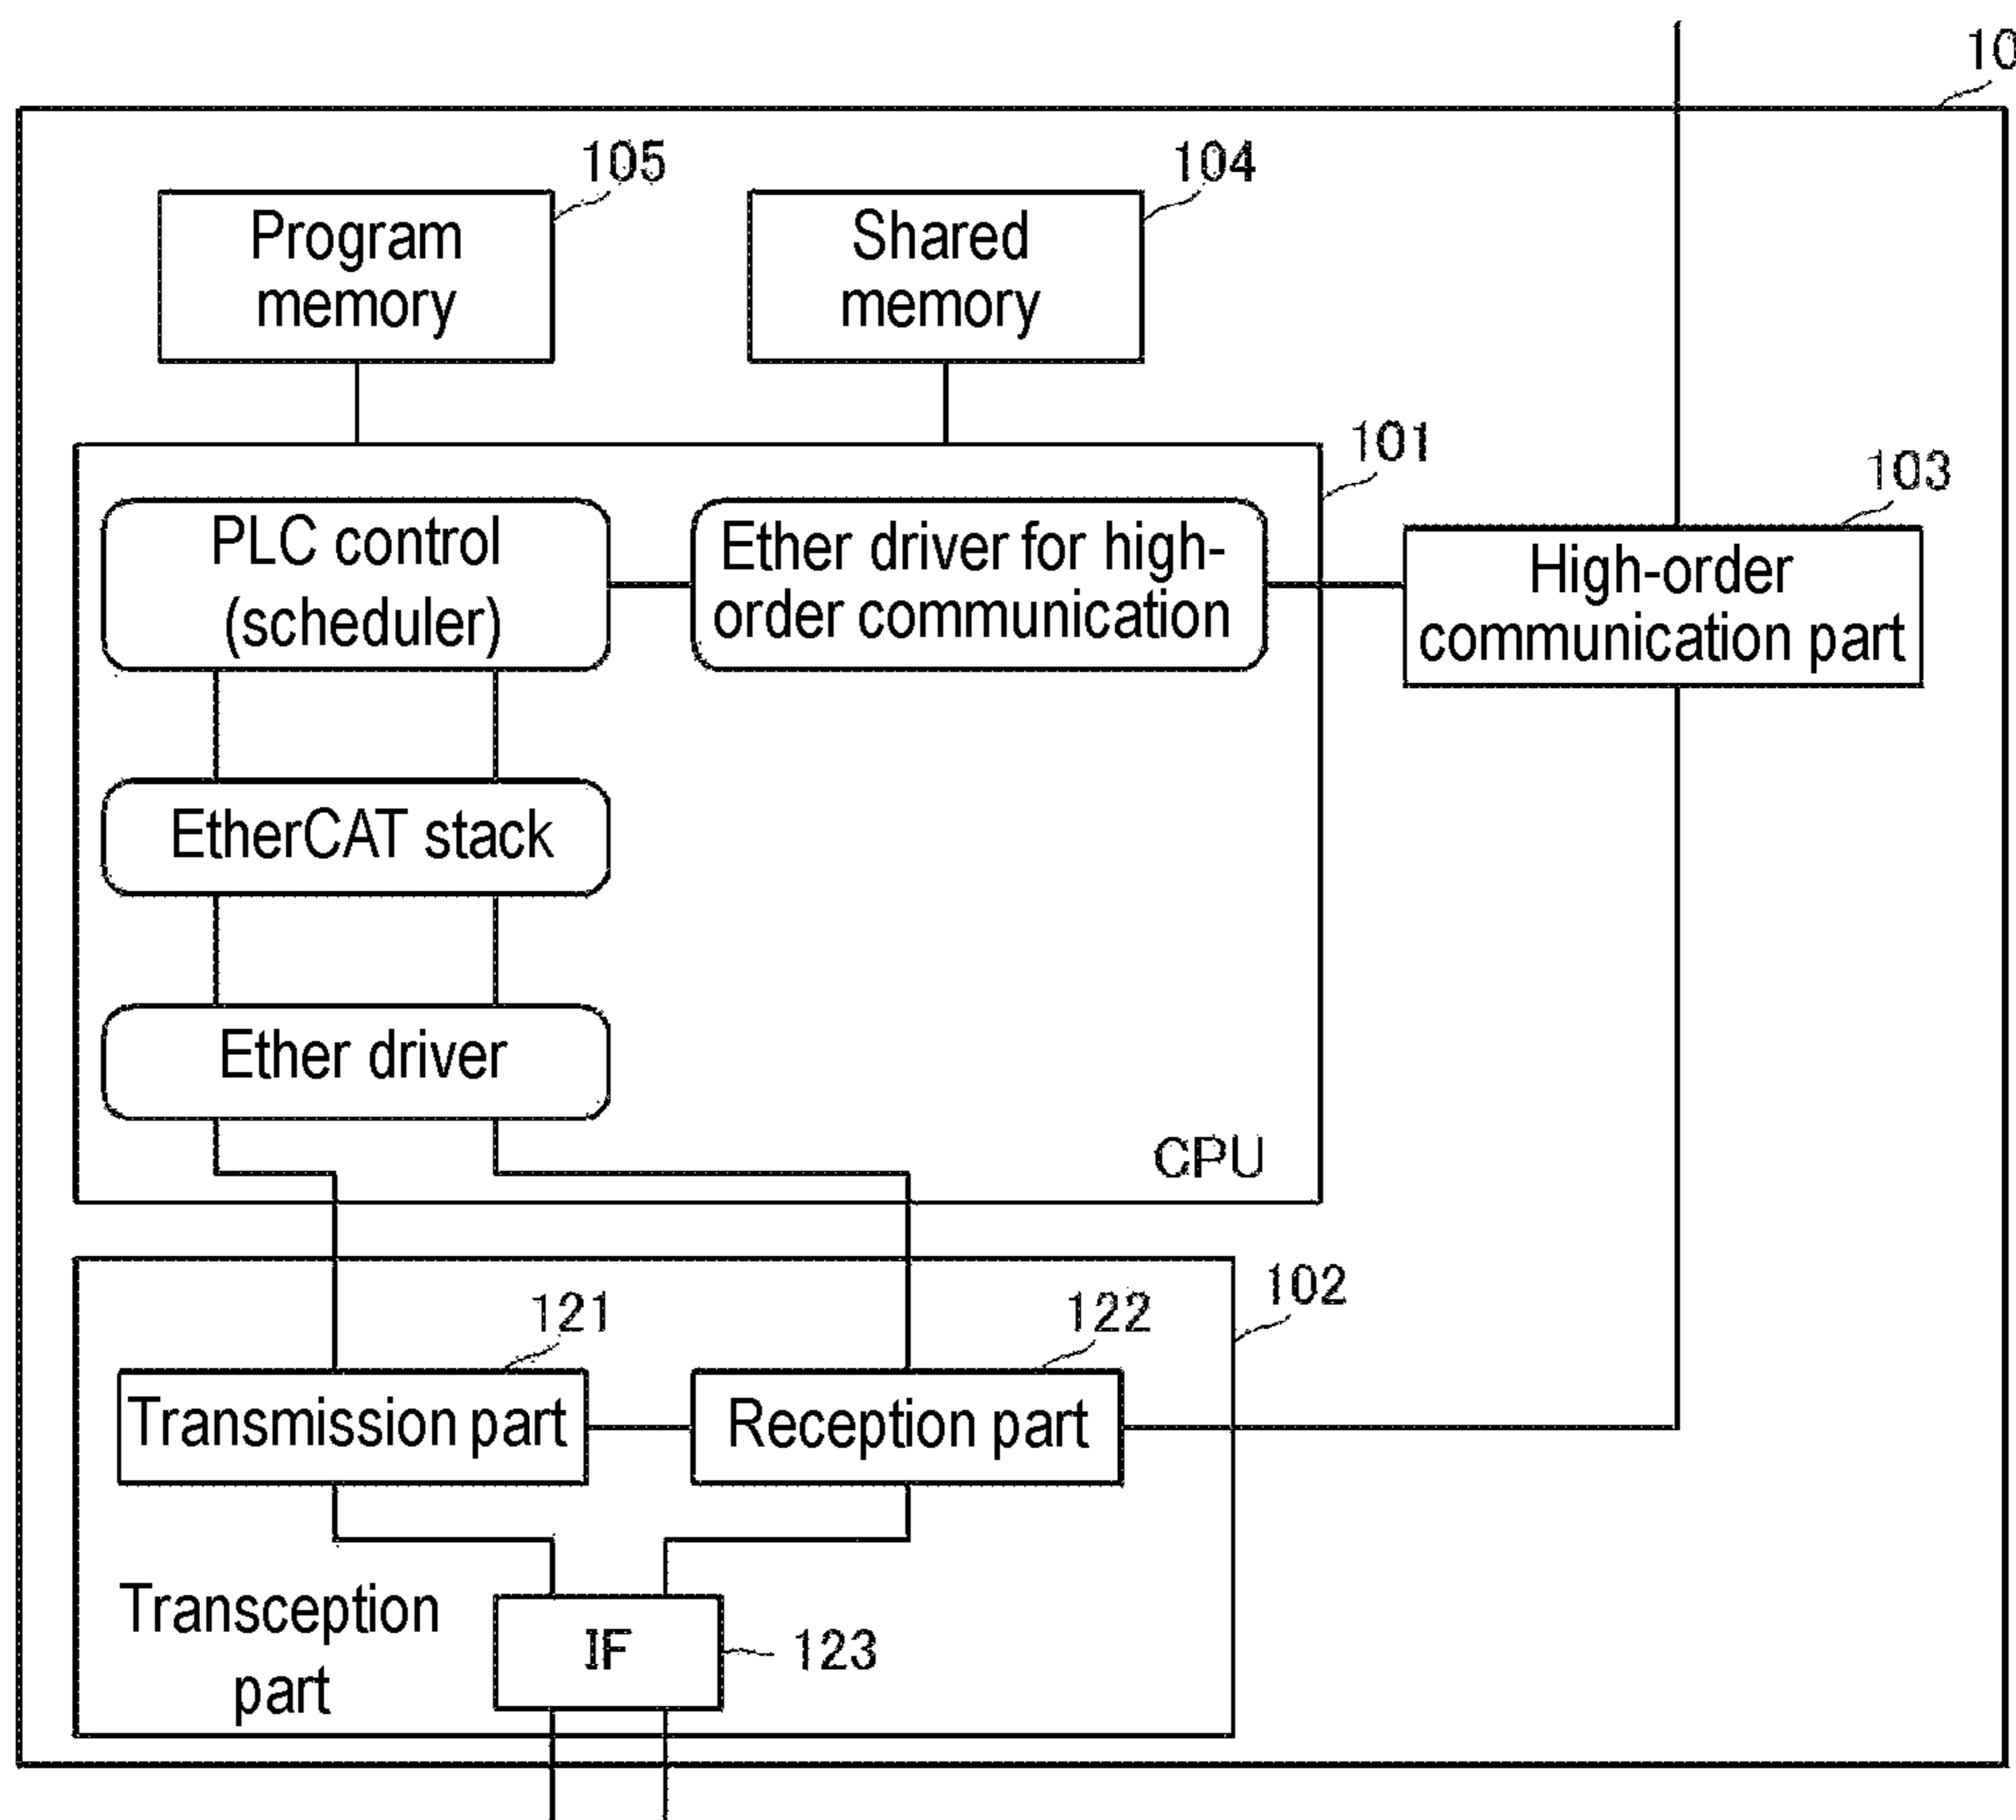 10
105
104
Program
memory
Shared
memory
101
103
PLC control
(scheduler)
Ether driver for high-
order communication
High-order
communication part
EtherCAT stack
Ether driver
CPU
102
121
122
Transmission part
Reception part
Transception
part
IF
123